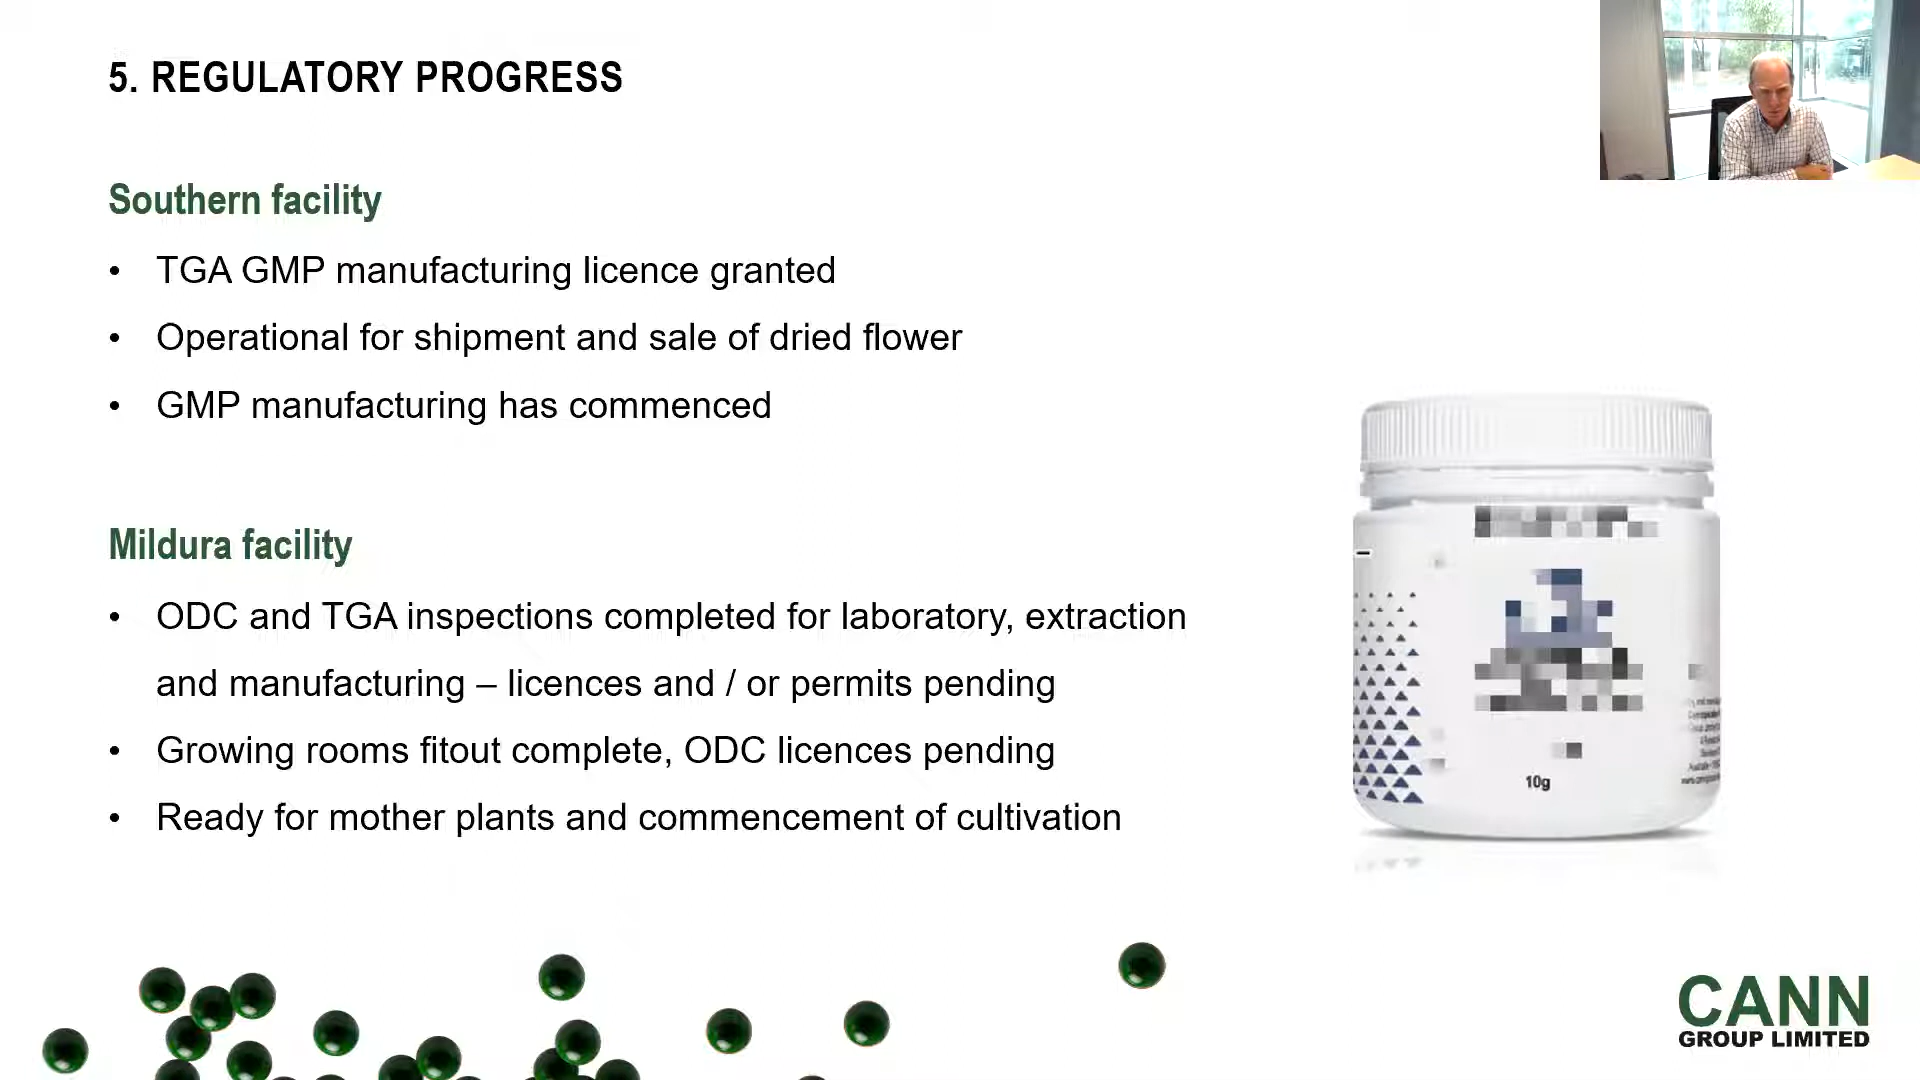 5. REGULATORY PROGRESS
Southern facility
• TGA GMP manufacturing licence granted
• Operational for shipment and sale of dried flower
• GMP manufacturing has commenced
Mildura facility
• ODC and TGA inspections completed for laboratory, extraction
and manufacturing – licences and / or permits pending
• Growing rooms fitout complete, ODC licences pending
• Ready for mother plants and commencement of cultivation
10g
CANN
GROUP LIMITED